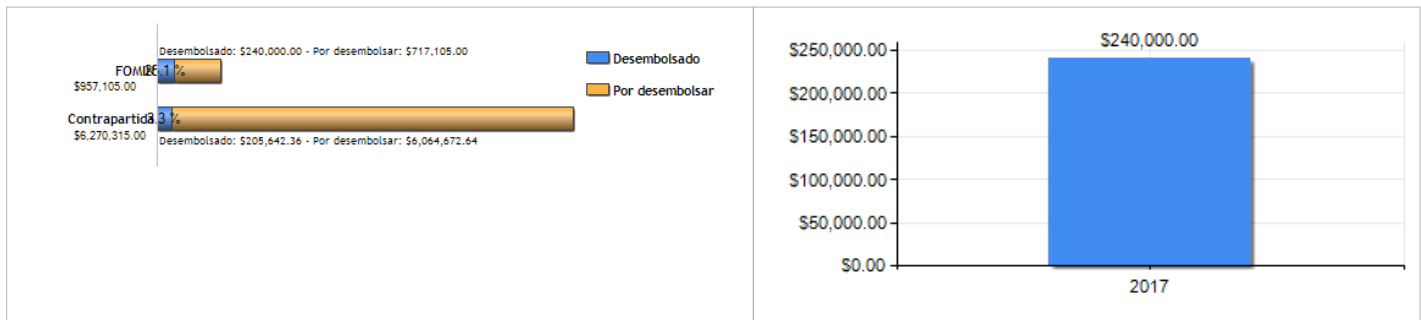 Desembolsado: $240,000.00 - Por desembolsar: $717,105.00
$957,105.00
Contrapartida 3.3 %
$6,270,315.00
Desembolsado: $205,642.36 - Por desembolsar: $6,064,672.64
Desembolsado
Por desembolsar
$240,000.00
$250,000.00
$200,000.00
$150,000.00
$100,000.00
$50,000.00
$0.00
2017